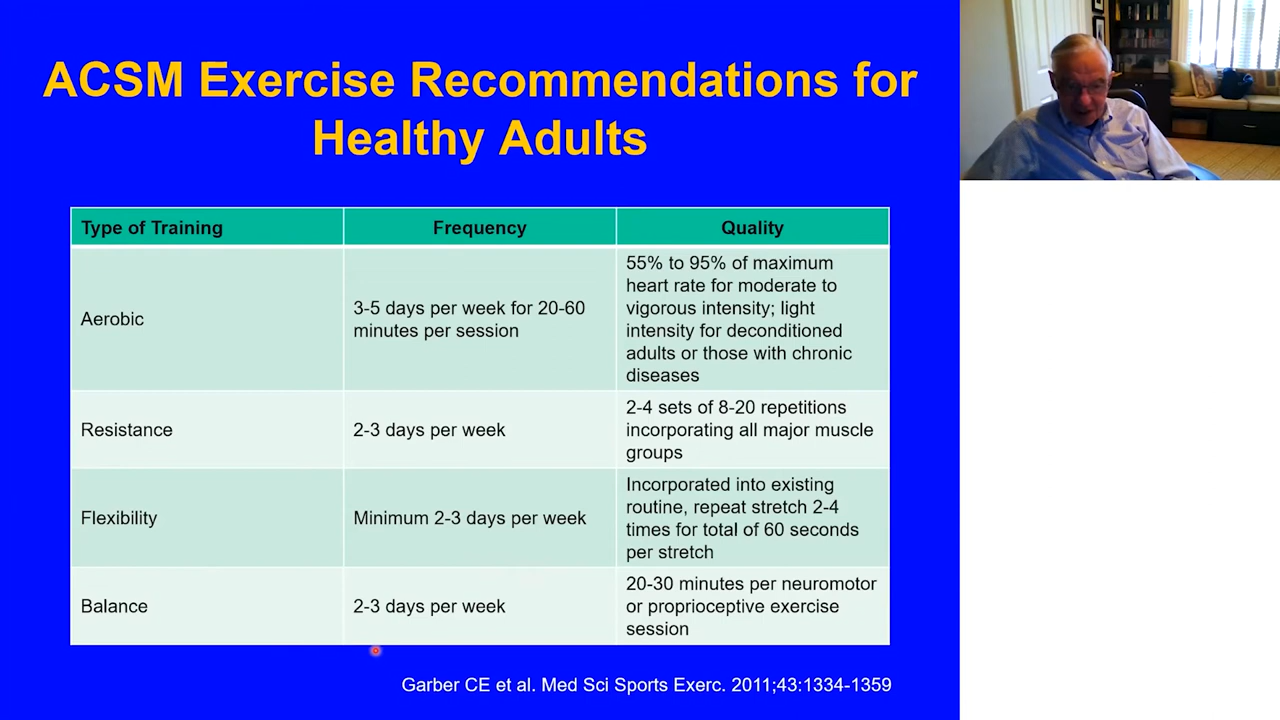 ACSM Exercise Recommendations for
Healthy Adults
Type of Training
Frequency
Quality
Aerobic
3-5 days per week for 20-60
minutes per session
55% to 95% of maximum
heart rate for moderate to
vigorous intensity; light
intensity for deconditioned
adults or those with chronic
diseases
Resistance
2-3 days per week
2-4 sets of 8-20 repetitions
incorporating all major muscle
groups
Flexibility
Minimum 2-3 days per week
Incorporated into existing
routine, repeat stretch 2-4
times for total of 60 seconds
per stretch
Balance
2-3 days per week
20-30 minutes per neuromotor
or proprioceptive exercise
session
Garber CE et al. Med Sci Sports Exerc. 2011;43:1334-1359